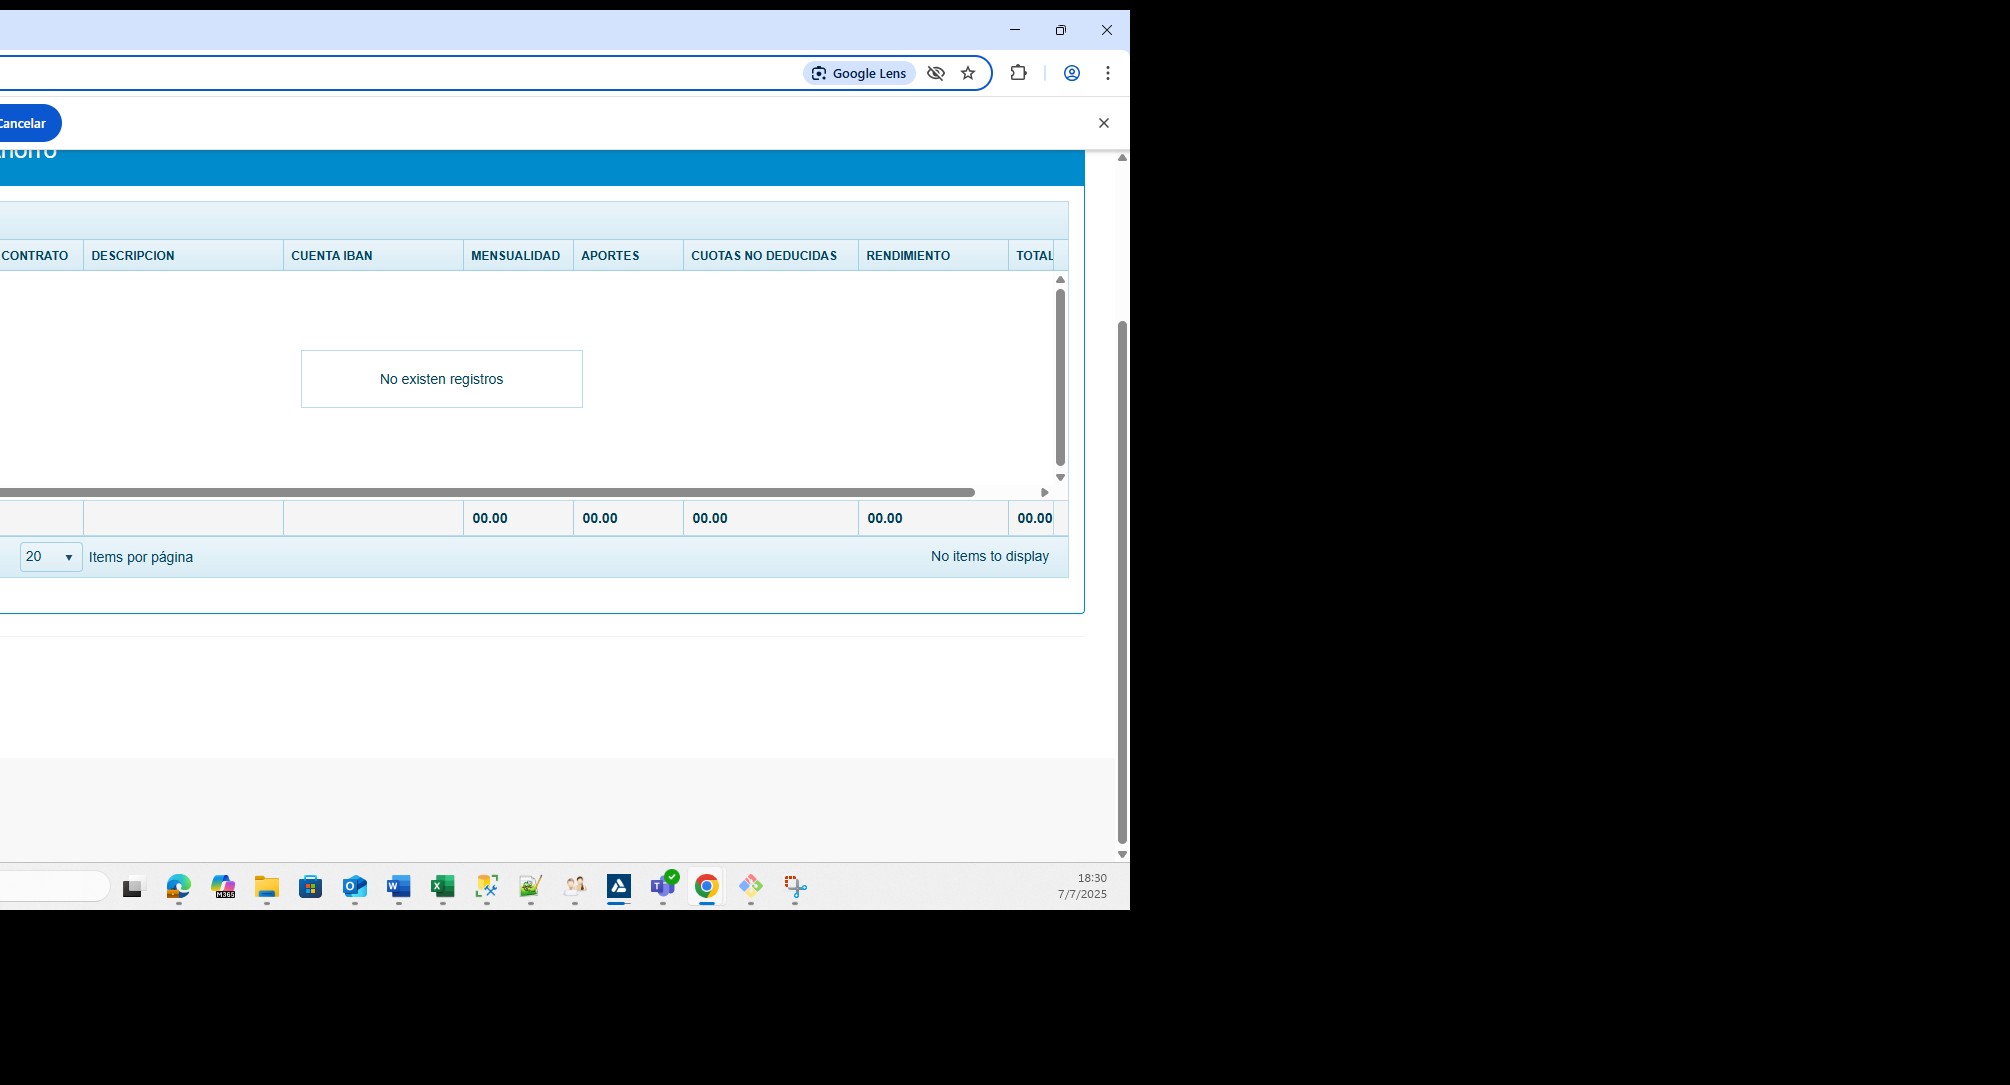 Google Lens
Cancelar
CONTRATO DESCRIPCION CUENTA IBAN MENSUALIDAD APORTES CUOTAS NO DEDUCIDAS RENDIMIENTO TOTAL
No existen registros
00.00 00.00 00.00 00.00 00.00
20 Items por página No items to display
M365
18:30
7/7/2025